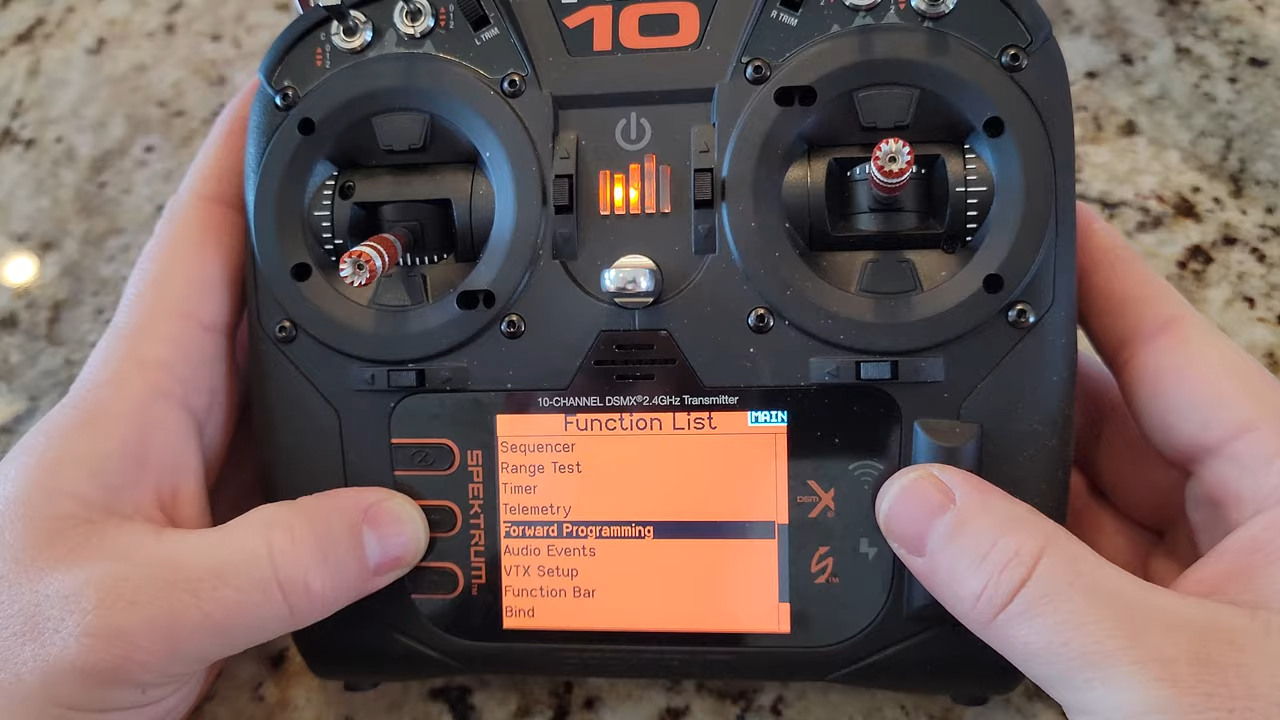 10
L TRIM
R TRIM
10-CHANNEL DSMX® 2.4GHz Transmitter
Function List
MAIN
Sequencer
Range Test
Timer
Telemetry
Forward Programming
Audio Events
VTX Setup
Function Bar
Bind
SPEKTRUM
DSMX